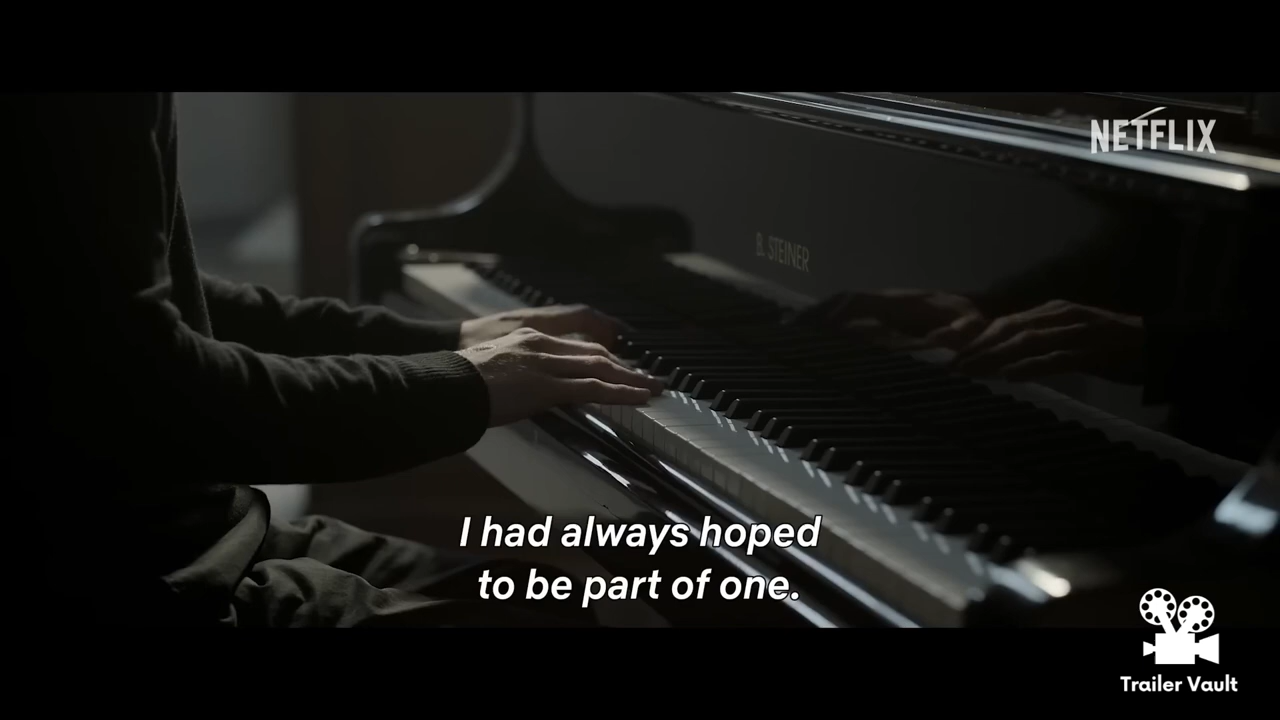 NETFLIX
B. STEINER
I had always hoped
to be part of one.
Trailer Vault